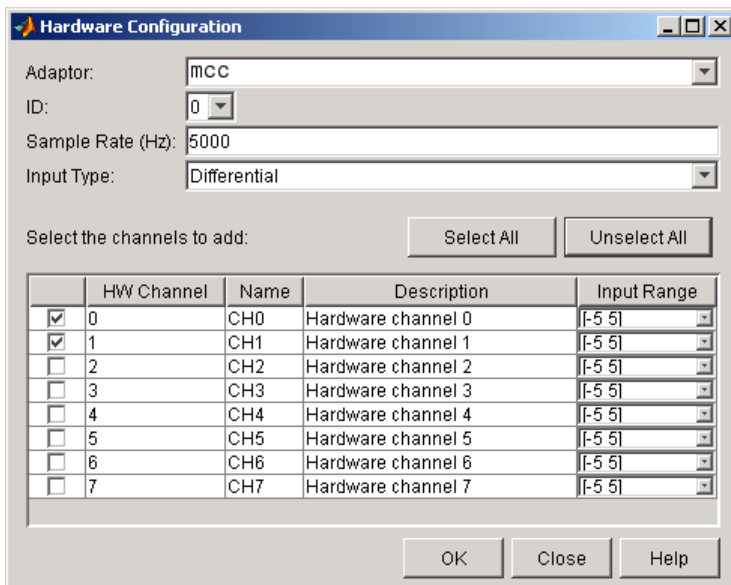 Hardware Configuration
Adaptor: mcc
ID: 0
Sample Rate (Hz): 5000
Input Type: Differential
Select the channels to add: Select All Unselect All
HW Channel Name Description Input Range
0 CH0 Hardware channel 0 [-5 5]
1 CH1 Hardware channel 1 [-5 5]
2 CH2 Hardware channel 2 [-5 5]
3 CH3 Hardware channel 3 [-5 5]
4 CH4 Hardware channel 4 [-5 5]
5 CH5 Hardware channel 5 [-5 5]
6 CH6 Hardware channel 6 [-5 5]
7 CH7 Hardware channel 7 [-5 5]
OK Close Help